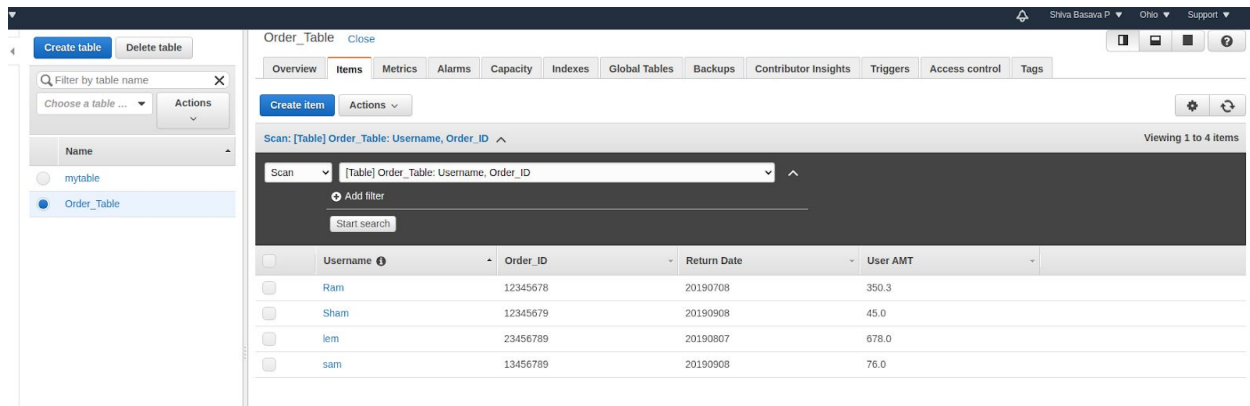 Shiva Basava P Ohio Support
Create table Delete table
Filter by table name
Choose a table ... Actions
Name
mytable
Order_Table
Order_Table Close
Overview Items Metrics Alarms Capacity Indexes Global Tables Backups Contributor Insights Triggers Access control Tags
Create item Actions
Scan: [Table] Order_Table: Username, Order_ID Viewing 1 to 4 items
Scan [Table] Order_Table: Username, Order_ID
Add filter
Start search
Username Order_ID Return Date User AMT
Ram 12345678 20190708 350.3
Sham 12345679 20190908 45.0
lem 23456789 20190807 678.0
sam 13456789 20190908 76.0